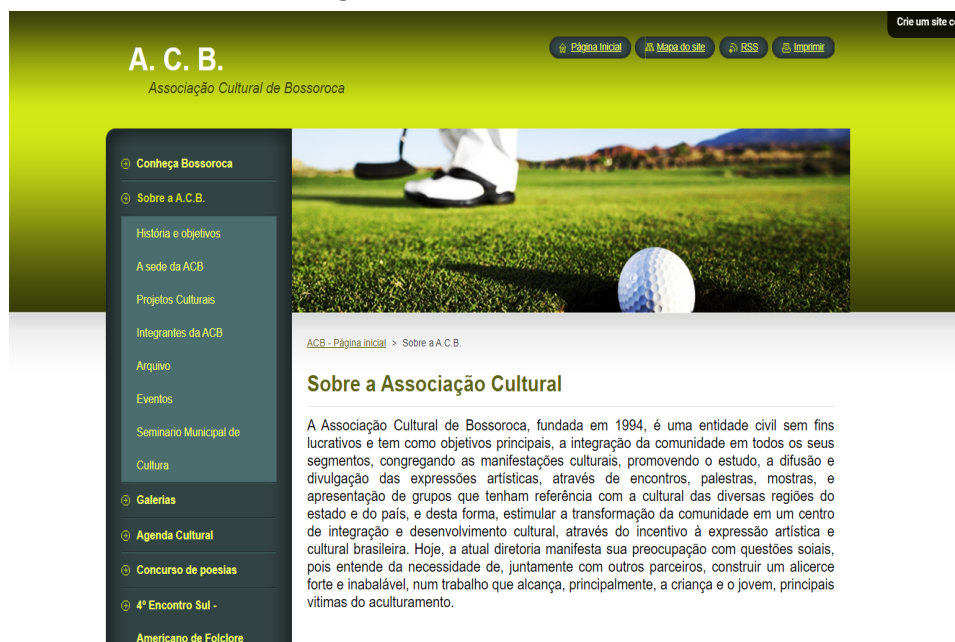 Crie um site
Página Inicial
Mapa do site
RSS
Imprimir
A. C. B.
Associação Cultural de Bossoroca
Conheça Bossoroca
Sobre a A.C.B.
História e objetivos
A sede da ACB
Projetos Culturais
Integrantes da ACB
Arquivo
Eventos
Seminario Municipal de
Cultura
Galerias
Agenda Cultural
Concurso de poesias
4º Encontro Sul -
Americano de Folclore
ACB - Página inicial > Sobre a A.C.B.
Sobre a Associação Cultural
A Associação Cultural de Bossoroca, fundada em 1994, é uma entidade civil sem fins
lucrativos e tem como objetivos principais, a integração da comunidade em todos os seus
segmentos, congregando as manifestações culturais, promovendo o estudo, a difusão e
divulgação das expressões artísticas, através de encontros, palestras, mostras, e
apresentação de grupos que tenham referência com a cultural das diversas regiões do
estado e do país, e desta forma, estimular a transformação da comunidade em um centro
de integração e desenvolvimento cultural, através do incentivo à expressão artística e
cultural brasileira. Hoje, a atual diretoria manifesta sua preocupação com questões soiais,
pois entende da necessidade de, juntamente com outros parceiros, construir um alicerce
forte e inabalável, num trabalho que alcança, principalmente, a criança e o jovem, principais
vitimas do aculturamento.